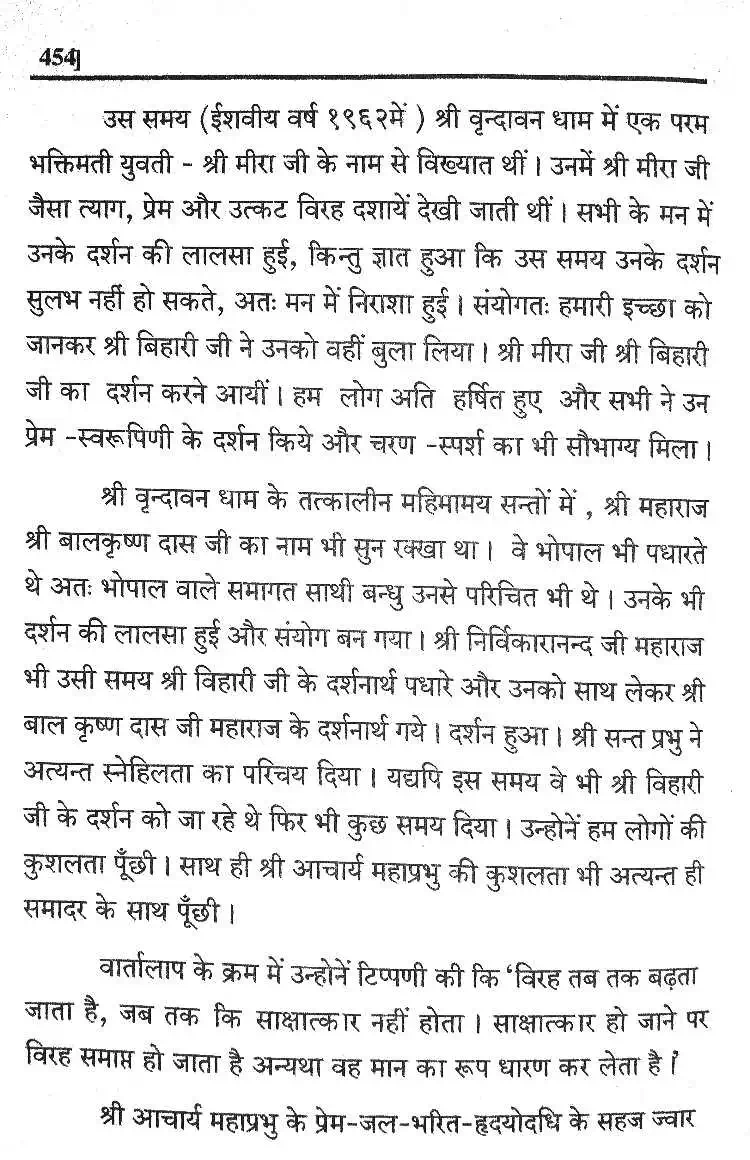 454]
उस समय (ईशवीय वर्ष १९६२में ) श्री वृन्दावन धाम में एक परम
भक्तिमती युवती - श्री मीरा जी के नाम से विख्यात थीं । उनमें श्री मीरा जी
जैसा त्याग, प्रेम और उत्कट विरह दशायें देखी जाती थीं । सभी के मन में
उनके दर्शन की लालसा हुई, किन्तु ज्ञात हुआ कि उस समय उनके दर्शन
सुलभ नहीं हो सकते, अतः मन में निराशा हुई । संयोगतः हमारी इच्छा को
जानकर श्री बिहारी जी ने उनको वहीं बुला लिया । श्री मीरा जी श्री बिहारी
जी का दर्शन करने आयीं । हम लोग अति हर्षित हुए और सभी ने उन
प्रेम -स्वरूपिणी के दर्शन किये और चरण -स्पर्श का भी सौभाग्य मिला ।
श्री वृन्दावन धाम के तत्कालीन महिमामय सन्तों में , श्री महाराज
श्री बालकृष्ण दास जी का नाम भी सुन रक्खा था । वे भोपाल भी पधारते
थे अतः भोपाल वाले समागत साथी बन्धु उनसे परिचित भी थे । उनके भी
दर्शन की लालसा हुई और संयोग बन गया । श्री निर्विकारानन्द जी महाराज
भी उसी समय श्री विहारी जी के दर्शनार्थ पधारे और उनको साथ लेकर श्री
बाल कृष्ण दास जी महाराज के दर्शनार्थ गये । दर्शन हुआ । श्री सन्त प्रभु ने
अत्यन्त स्नेहिलता का परिचय दिया । यद्यपि इस समय वे भी श्री विहारी
जी के दर्शन को जा रहे थे फिर भी कुछ समय दिया । उन्होनें हम लोगों की
कुशलता पूँछी । साथ ही श्री आचार्य महाप्रभु की कुशलता भी अत्यन्त ही
समादर के साथ पूँछी ।
वार्तालाप के क्रम में उन्होनें टिप्पणी की कि ‘विरह तब तक बढ़ता
जाता है, जब तक कि साक्षात्कार नहीं होता । साक्षात्कार हो जाने पर
विरह समाप्त हो जाता है अन्यथा वह मान का रूप धारण कर लेता है ।’
श्री आचार्य महाप्रभु के प्रेम-जल-भरित-हृदयोदधि के सहज ज्वार